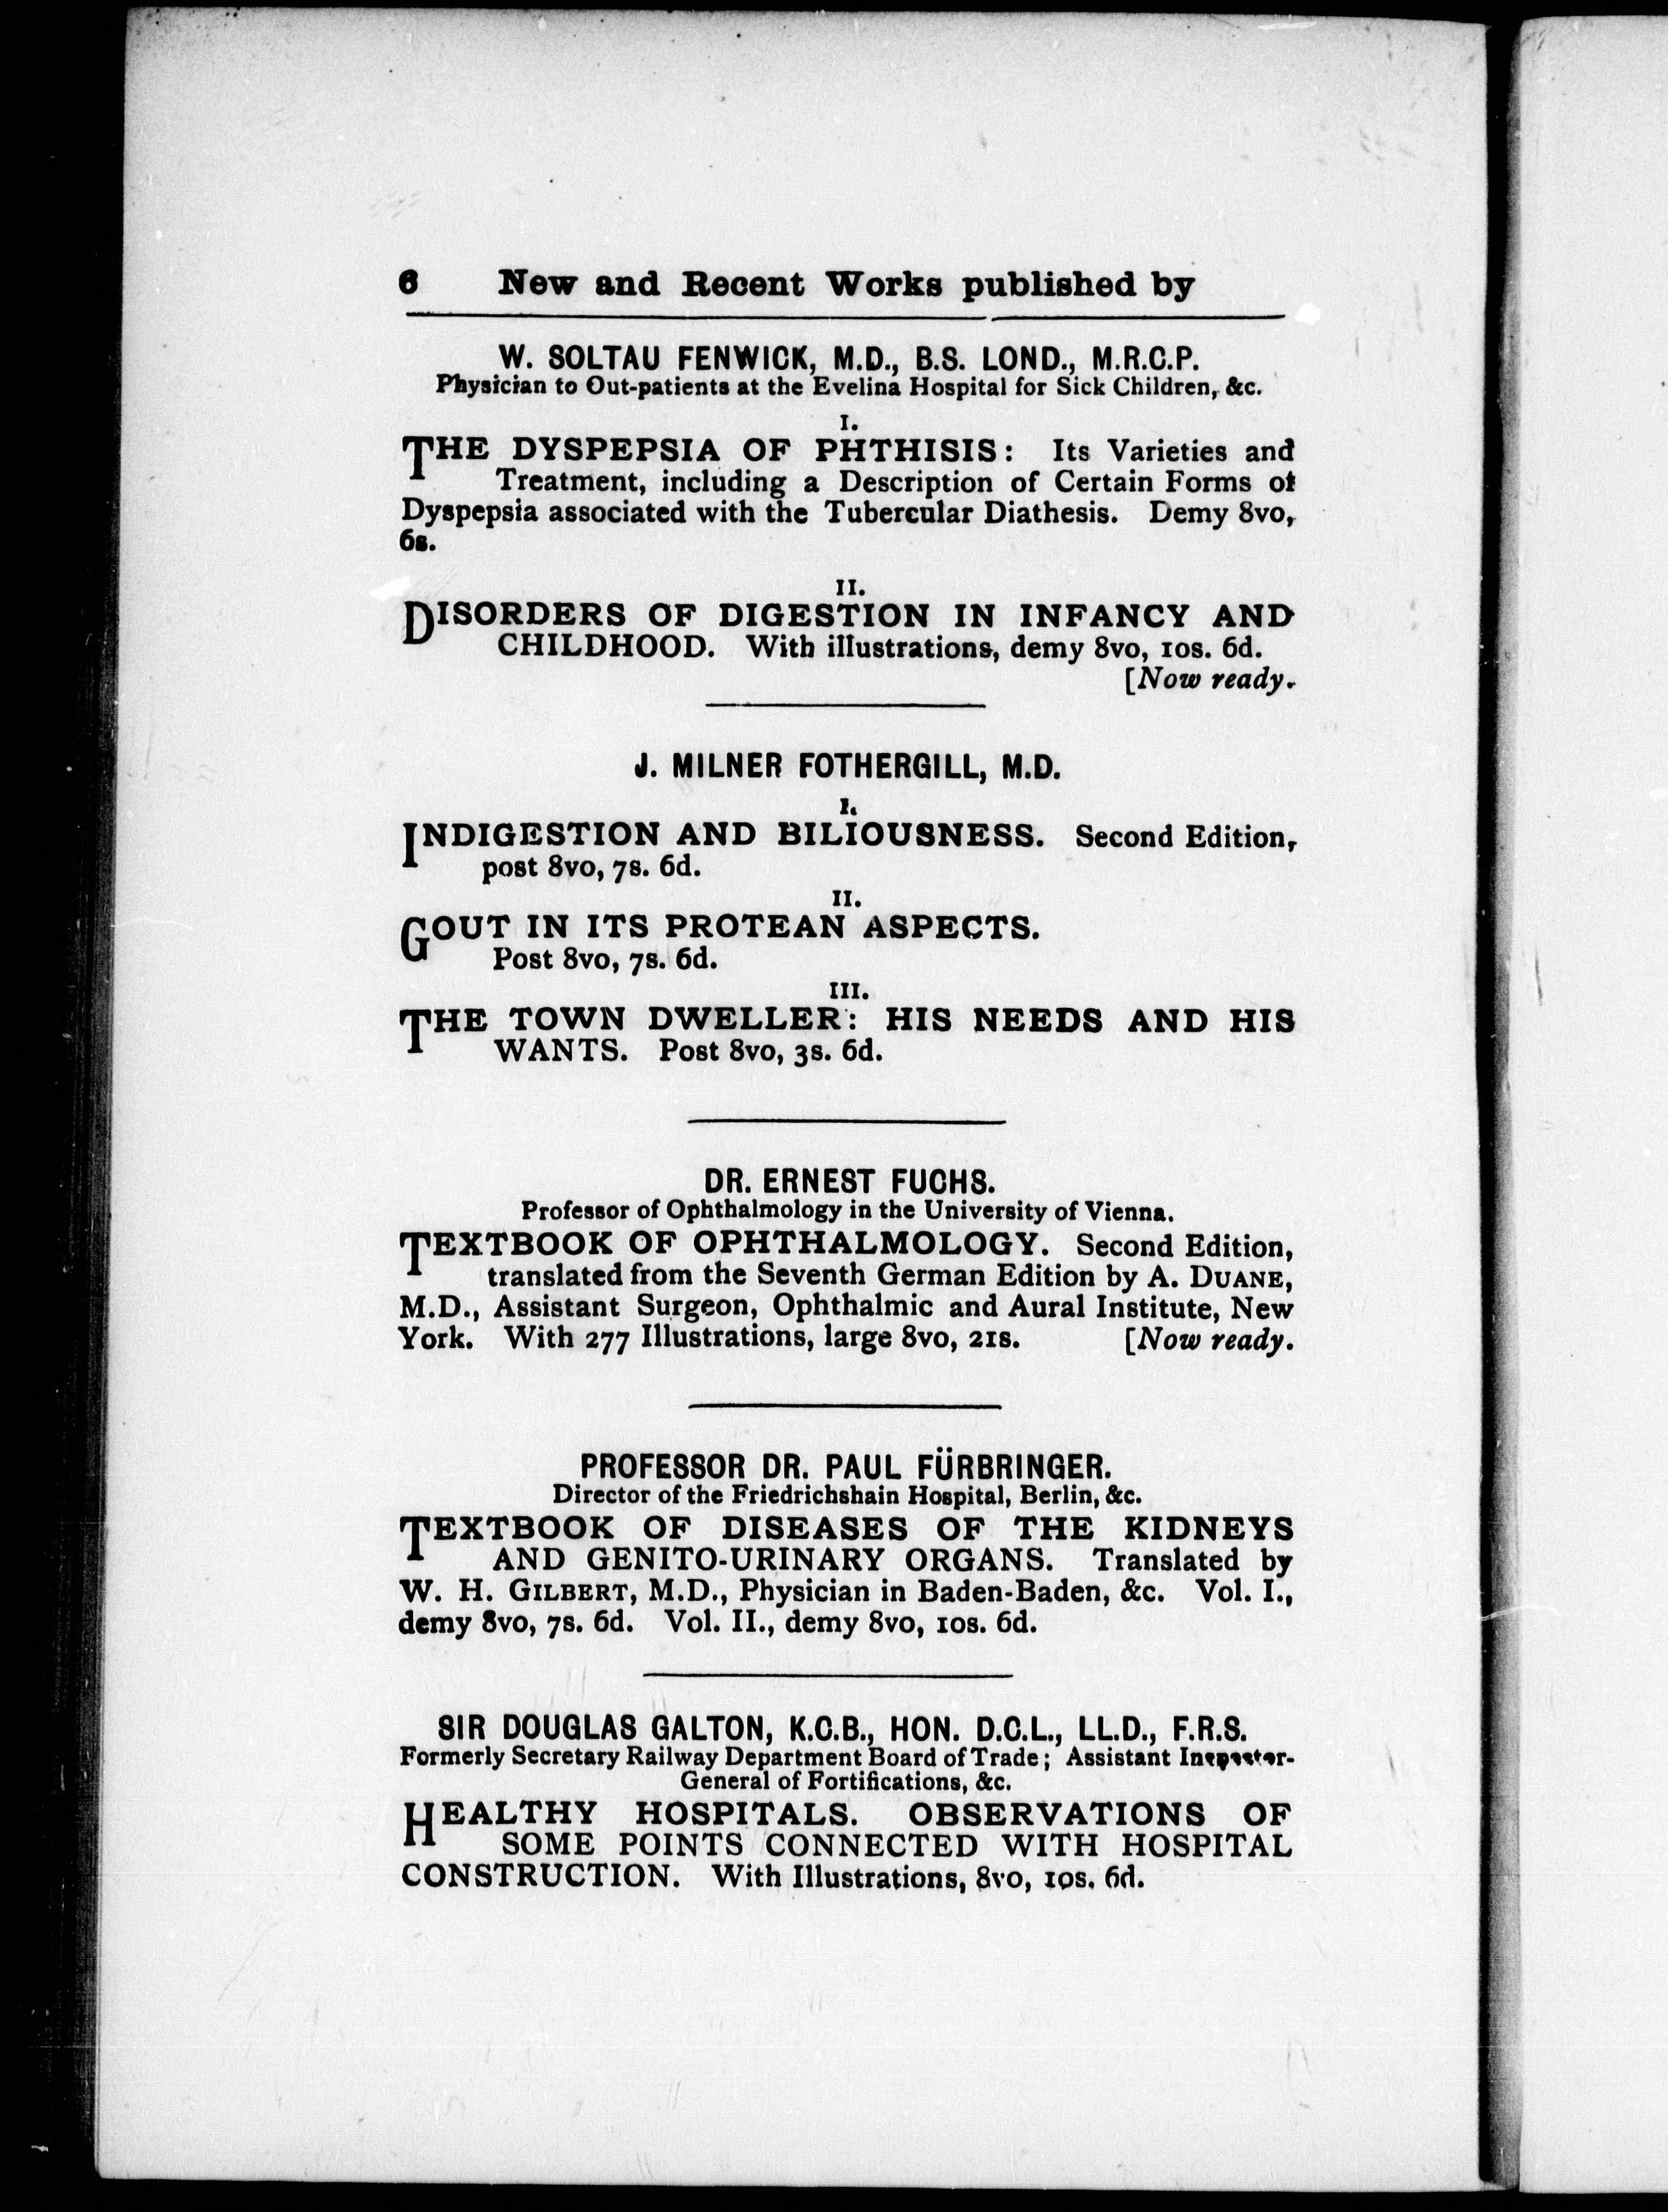 6 New and Recent Works published by
W. SOLTAU FENWICK, M.D., B.S. LOND., M.R.C.P.
Physician to Out-patients at the Evelina Hospital for Sick Children, &c.
I.
THE DYSPEPSIA OF PHTHISIS: Its Varieties and
Treatment, including a Description of Certain Forms of
Dyspepsia associated with the Tubercular Diathesis. Demy 8vo,
6s.
II.
DISORDERS OF DIGESTION IN INFANCY AND
CHILDHOOD. With illustrations, demy 8vo, 10s. 6d.
[Now ready.
J. MILNER FOTHERGILL, M.D.
I.
INDIGESTION AND BILIOUSNESS. Second Edition,
post 8vo, 7s. 6d.
II.
GOUT IN ITS PROTEAN ASPECTS.
Post 8vo, 7s. 6d.
III.
THE TOWN DWELLER: HIS NEEDS AND HIS
WANTS. Post 8vo, 3s. 6d.
DR. ERNEST FUCHS.
Professor of Ophthalmology in the University of Vienna.
TEXTBOOK OF OPHTHALMOLOGY. Second Edition,
translated from the Seventh German Edition by A. DUANE,
M.D., Assistant Surgeon, Ophthalmic and Aural Institute, New
York. With 277 Illustrations, large 8vo, 21s. [Now ready.
PROFESSOR DR. PAUL FÜRBRINGER.
Director of the Friedrichshain Hospital, Berlin, &c.
TEXTBOOK OF DISEASES OF THE KIDNEYS
AND GENITO-URINARY ORGANS. Translated by
W. H. GILBERT, M.D., Physician in Baden-Baden, &c. Vol. I.,
demy 8vo, 7s. 6d. Vol. II., demy 8vo, 10s. 6d.
SIR DOUGLAS GALTON, K.C.B., HON. D.C.L., LL.D., F.R.S.
Formerly Secretary Railway Department Board of Trade; Assistant Inspector-
General of Fortifications, &c.
HEALTHY HOSPITALS. OBSERVATIONS OF
SOME POINTS CONNECTED WITH HOSPITAL
CONSTRUCTION. With Illustrations, 8vo, 10s. 6d.